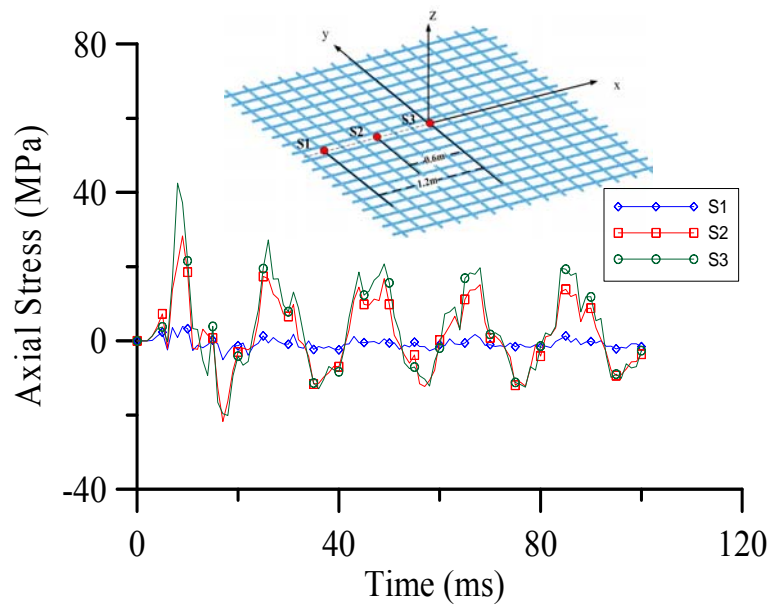 80
40
0
-40
Axial Stress (MPa)
z
y
x
S3
S2
S1
0.6m
1.2m
S1
S2
S3
0
40
80
120
Time (ms)